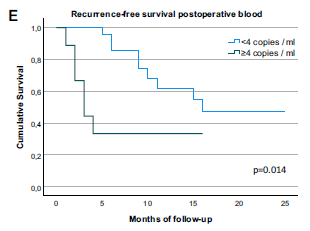 E
Recurrence-free survival postoperative blood
<4 copies / ml
≥4 copies / ml
1,0
0,8
0,6
0,4
0,2
0,0
Cumulative Survival
p=0.014
0 5 10 15 20 25
Months of follow-up